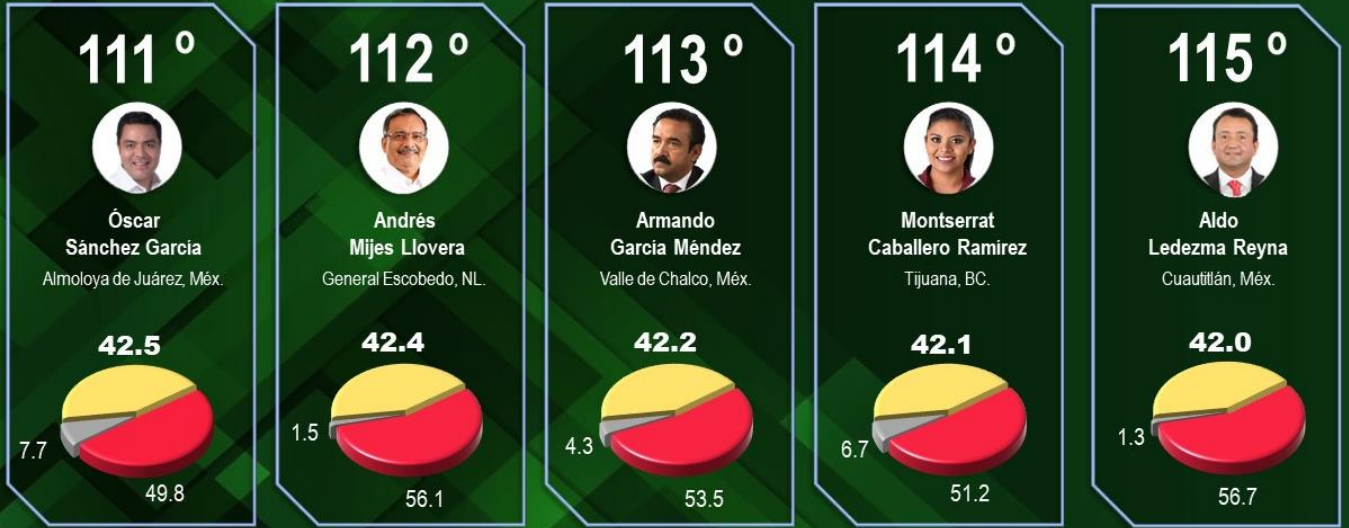 111 º
Óscar
Sánchez García
Almoloya de Juárez, Méx.
42.5
7.7
49.8
112 º
Andrés
Mijes Llovera
General Escobedo, NL.
42.4
1.5
56.1
113 º
Armando
García Méndez
Valle de Chalco, Méx.
42.2
4.3
53.5
114 º
Montserrat
Caballero Ramírez
Tijuana, BC.
42.1
6.7
51.2
115 º
Aldo
Ledezma Reyna
Cuautitlán, Méx.
42.0
1.3
56.7